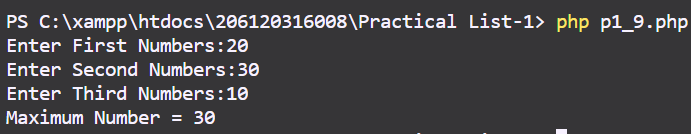 PS C:\xampp\htdocs\206120316008\Practical List-1> php p1_9.php
Enter First Numbers:20
Enter Second Numbers:30
Enter Third Numbers:10
Maximum Number = 30